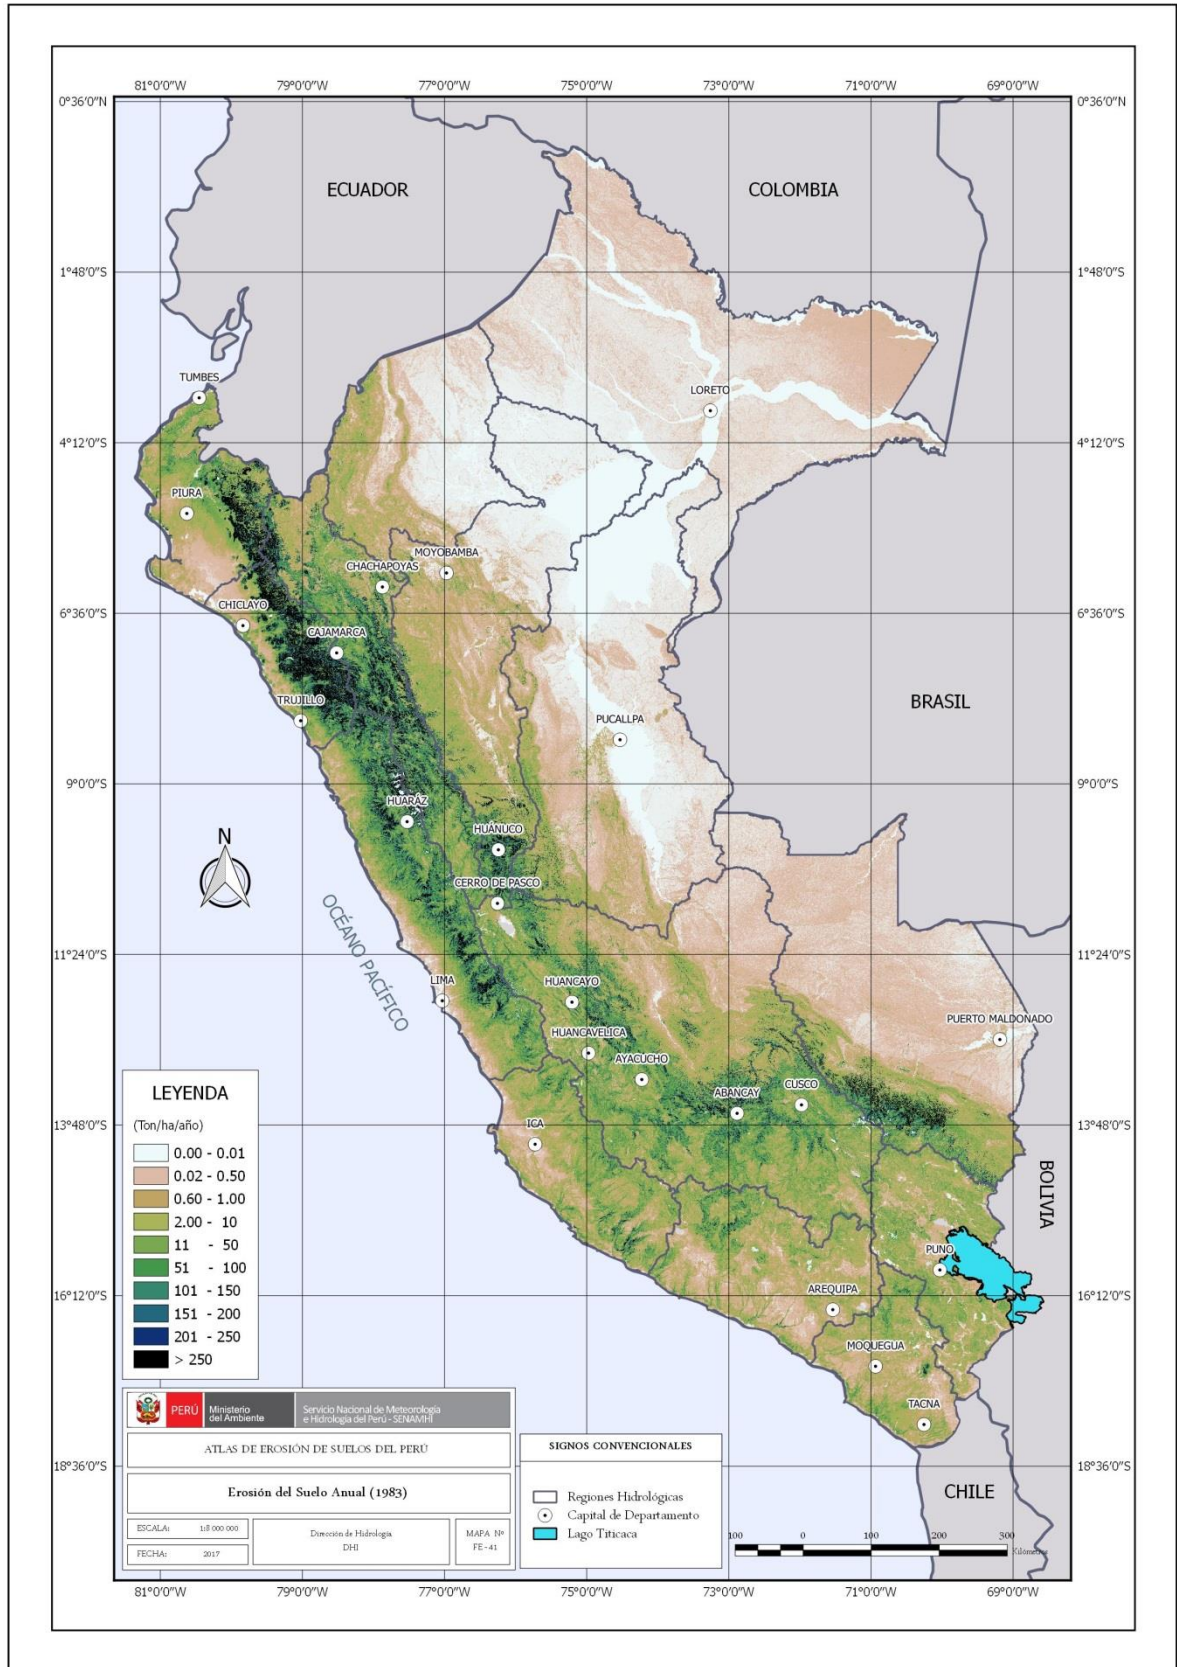 81°0'0"W
79°0'0"W
77°0'0"W
75°0'0"W
73°0'0"W
71°0'0"W
69°0'0"W
0°36'0"N
0°36'0"N
ECUADOR
COLOMBIA
1°48'0"S
1°48'0"S
TUMBES
LORETO
4°12'0"S
4°12'0"S
PIURA
MOYOBAMBA
CHACHAPOYAS
6°36'0"S
6°36'0"S
CHICLAYO
CAJAMARCA
TRUJILLO
BRASIL
PUCALLPA
9°0'0"S
9°0'0"S
HUARÁZ
N
HUÁNUCO
CERRO DE PASCO
OCÉANO PACÍFICO
11°24'0"S
11°24'0"S
LIMA
HUANCAYO
PUERTO MALDONADO
HUANCAVELICA
AYACUCHO
ABANCAY
CUSCO
13°48'0"S
13°48'0"S
ICA
BOLIVIA
PUNO
16°12'0"S
AREQUIPA
MOQUEGUA
TACNA
18°36'0"S
18°36'0"S
CHILE
LEYENDA
(Ton/ha/año)
0.00 - 0.01
0.02 - 0.50
0.60 - 1.00
2.00 - 10
11 - 50
51 - 100
101 - 150
151 - 200
201 - 250
> 250
16°12'0"S
PERÚ
Ministerio
del Ambiente
Servicio Nacional de Meteorología
e Hidrología del Perú - SENAMHI
ATLAS DE EROSIÓN DE SUELOS DEL PERÚ
Erosión del Suelo Anual (1983)
ESCALA: 1:8 000 000
FECHA: 2017
Dirección de Hidrología
DHI
MAPA Nº
FE - 41
SIGNOS CONVENCIONALES
Regiones Hidrológicas
Capital de Departamento
Lago Titicaca
100 0 100 200 300
Kilómetros
81°0'0"W
79°0'0"W
77°0'0"W
75°0'0"W
73°0'0"W
71°0'0"W
69°0'0"W